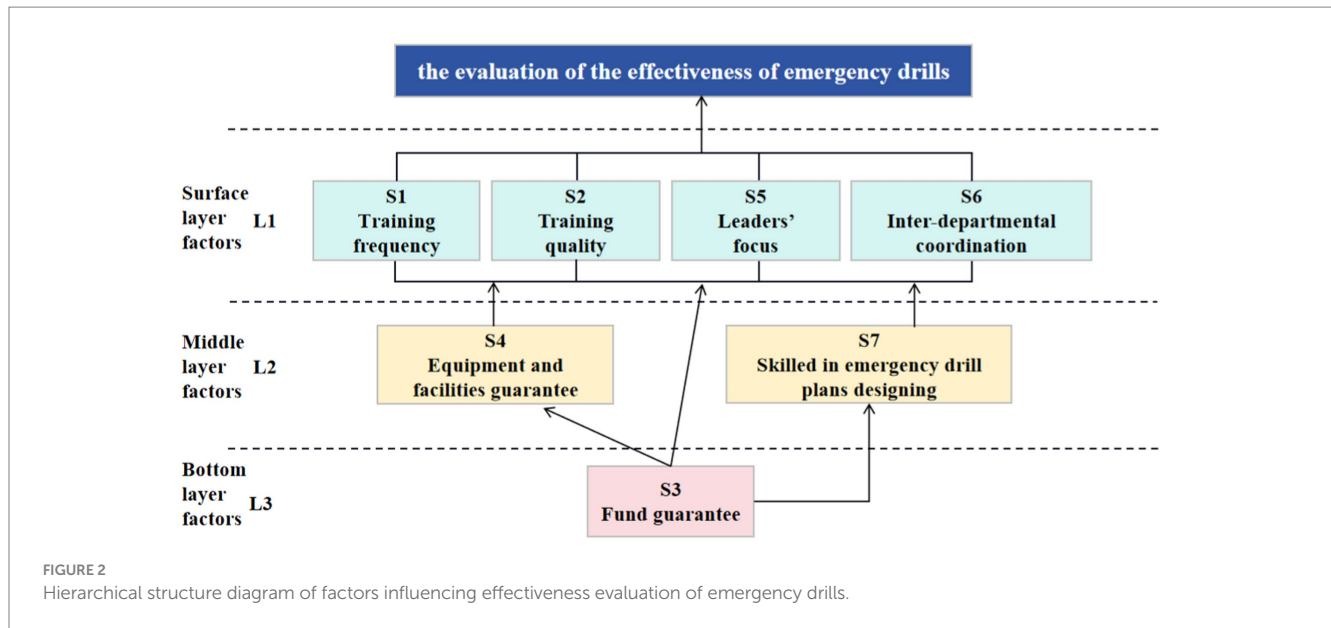 the evaluation of the effectiveness of emergency drills
Surface
layer L1
factors
S1
Training
frequency
S2
Training
quality
S5
Leaders’
focus
S6
Inter-departmental
coordination
Middle
layer L2
factors
S4
Equipment and
facilities guarantee
S7
Skilled in emergency drill
plans designing
Bottom
layer L3
factors
S3
Fund guarantee
FIGURE 2
Hierarchical structure diagram of factors influencing effectiveness evaluation of emergency drills.